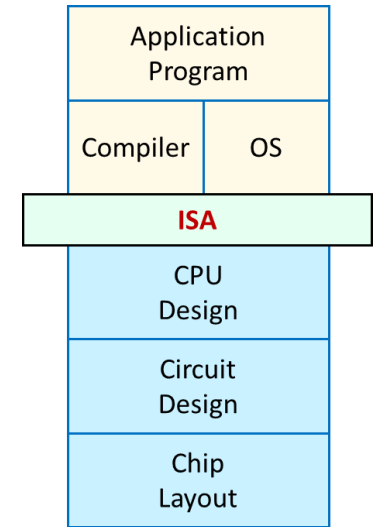 Application
Program
Compiler
OS
ISA
CPU
Design
Circuit
Design
Chip
Layout